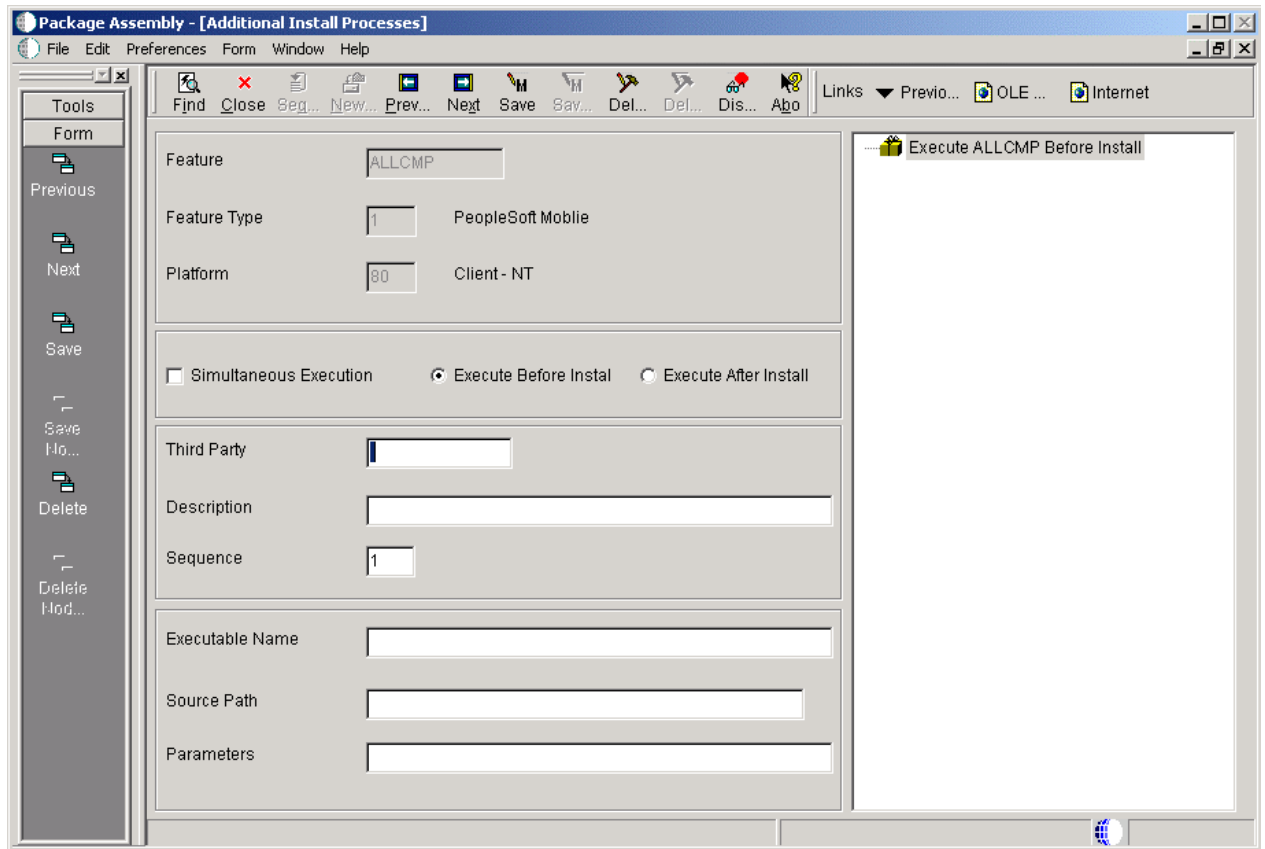 Package Assembly - [Additional Install Processes]
File Edit Preferences Form Window Help
Tools
Form
Previous
Next
Save
Save
No...
Delete
Delete
Nod...
Find Close Seq... New... Prev... Next Save Sav... Del... Del... Dis... Abo Links Previo... OLE ... Internet
Feature ALLCMP
Feature Type 1 PeopleSoft Moblie
Platform 80 Client - NT
Simultaneous Execution Execute Before Instal Execute After Install
Third Party
Description
Sequence 1
Executable Name
Source Path
Parameters
Execute ALLCMP Before Install